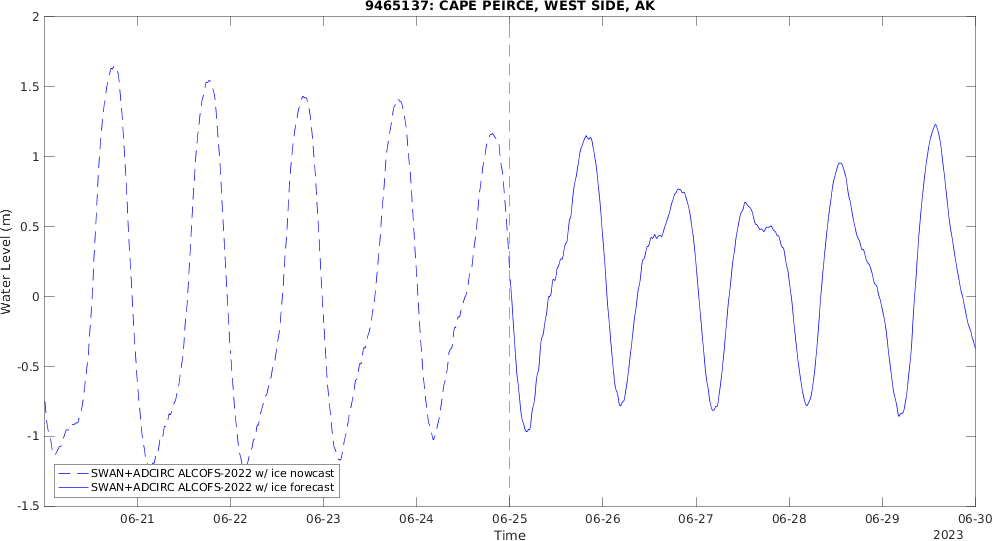 9465137: CAPE PEIRCE, WEST SIDE, AK
2
1.5
1
0.5
0
-0.5
-1
-1.5
Water Level (m)
SWAN+ADCIRC ALCOFS-2022 w/ ice nowcast
SWAN+ADCIRC ALCOFS-2022 w/ ice forecast
06-21 06-22 06-23 06-24 06-25 06-26 06-27 06-28 06-29 06-30
Time
2023